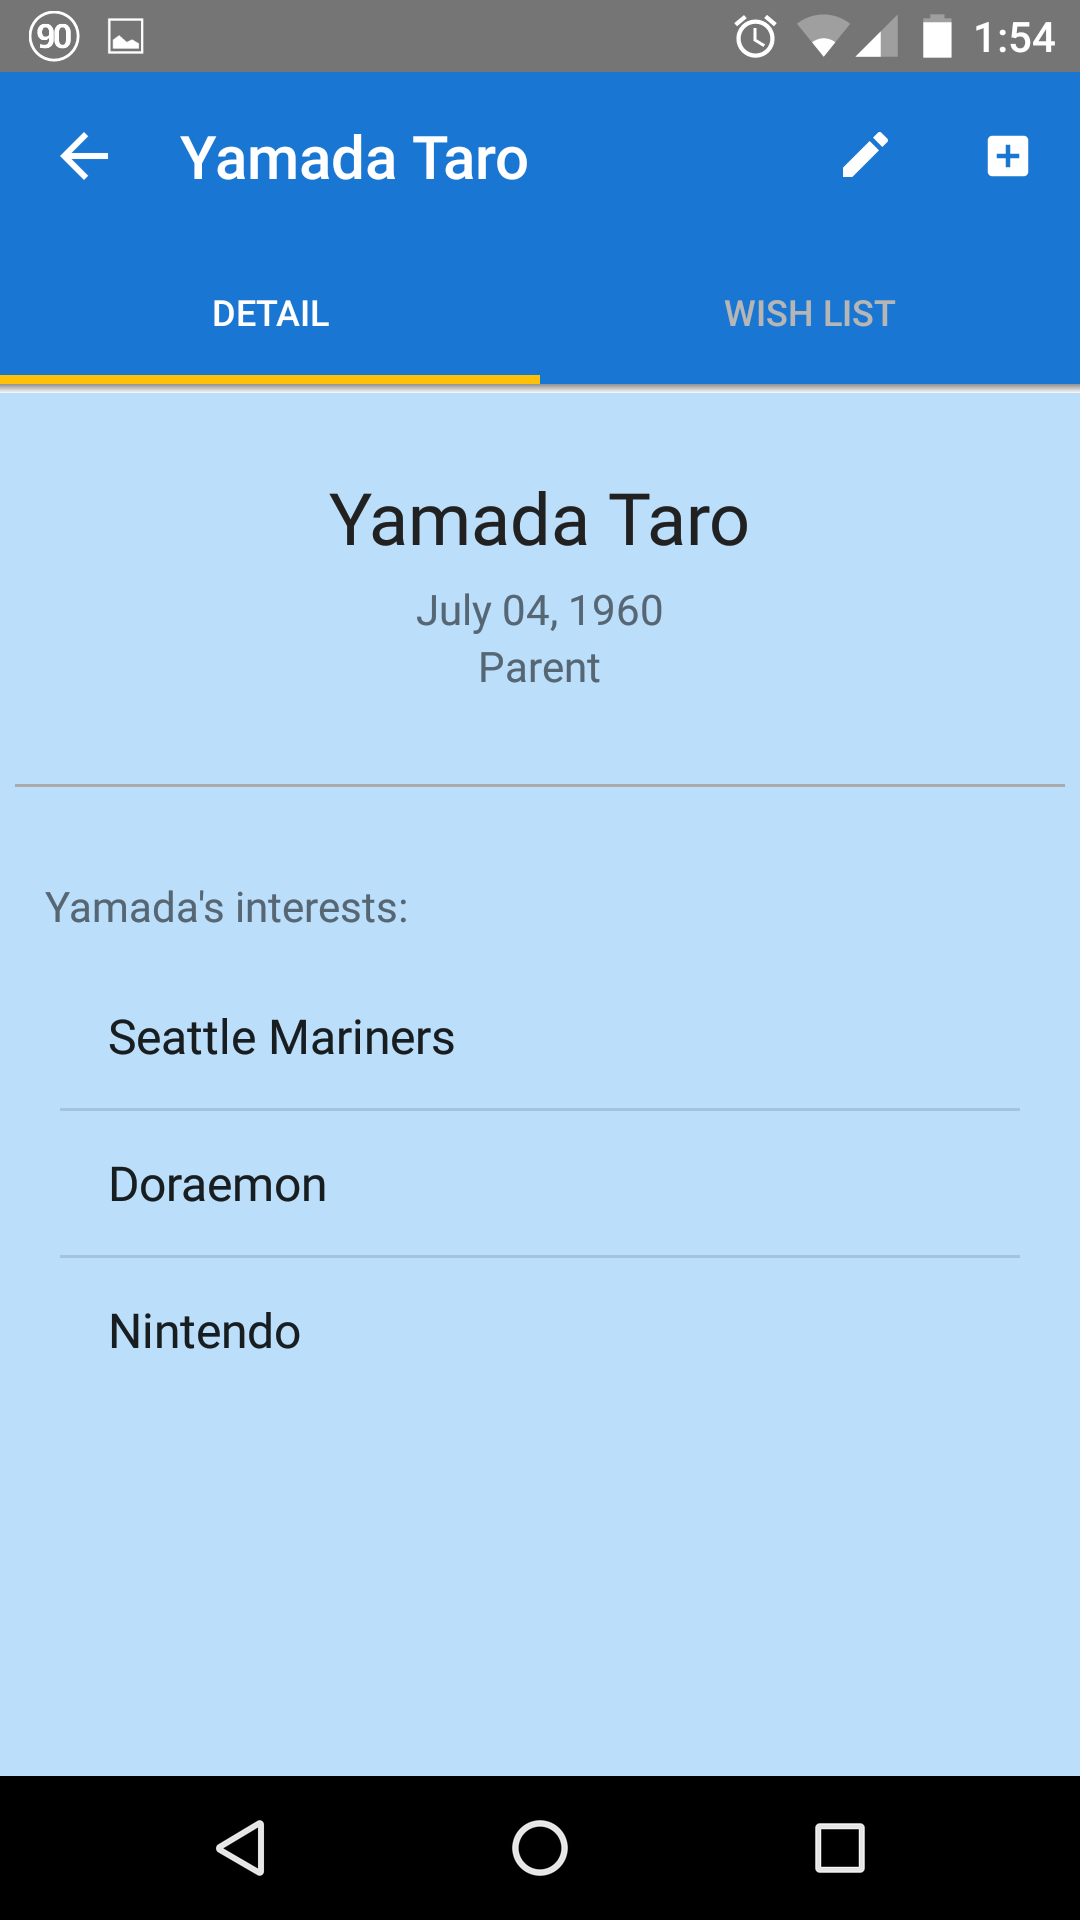 90 1:54
Yamada Taro
DETAIL WISH LIST
Yamada Taro
July 04, 1960
Parent
Yamada's interests:
Seattle Mariners
Doraemon
Nintendo